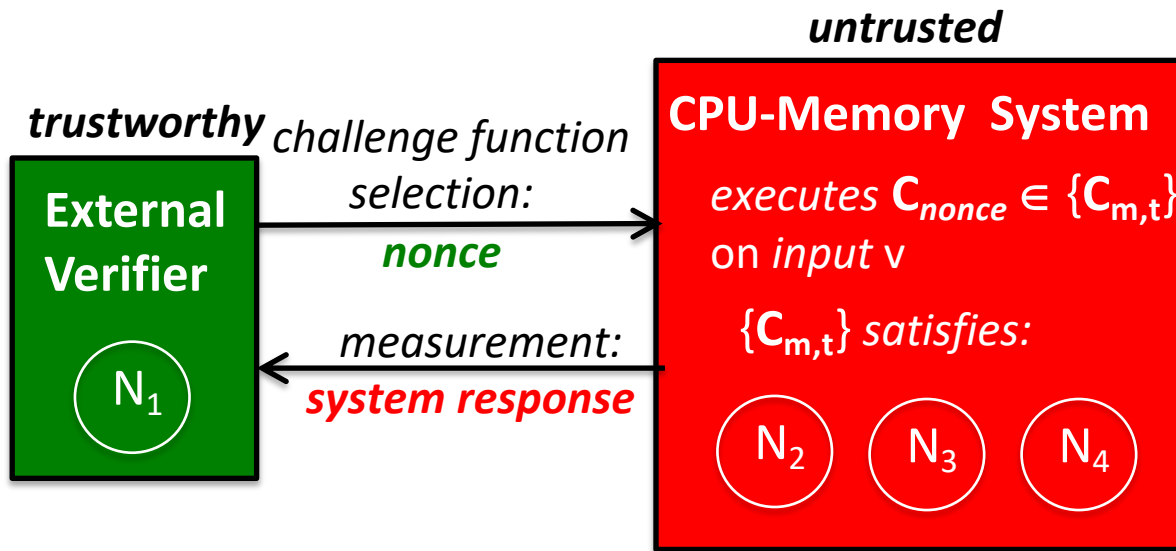 untrusted
trustworthy
External
Verifier
N₁
challenge function
selection:
nonce
measurement:
system response
CPU-Memory System
executes Cₙₒₙcₑ ∈ {Cₘ,ₜ}
on input v
{Cₘ,ₜ} satisfies:
N₂ N₃ N₄